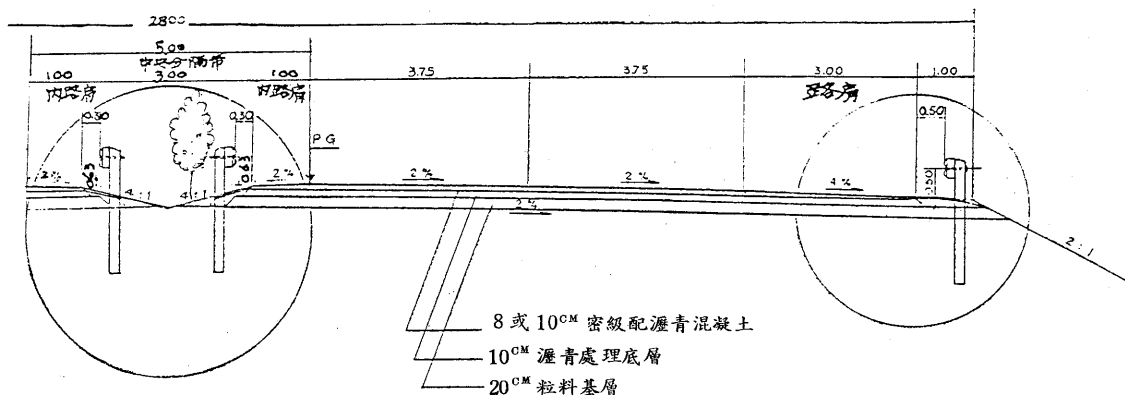 2800
5.00
中央分隔帶
1.00 3.00 1.00 3.75 3.75 3.00 1.00
內路肩 內路肩 路肩
0.30 0.30 0.50
P G
0.63 0.63
2% 4:1 4:1 2% 2% 2% 4% 0.50
2%
2:1
8或10CM 密級配瀝青混凝土
10CM 瀝青處理底層
20CM 粒料基層